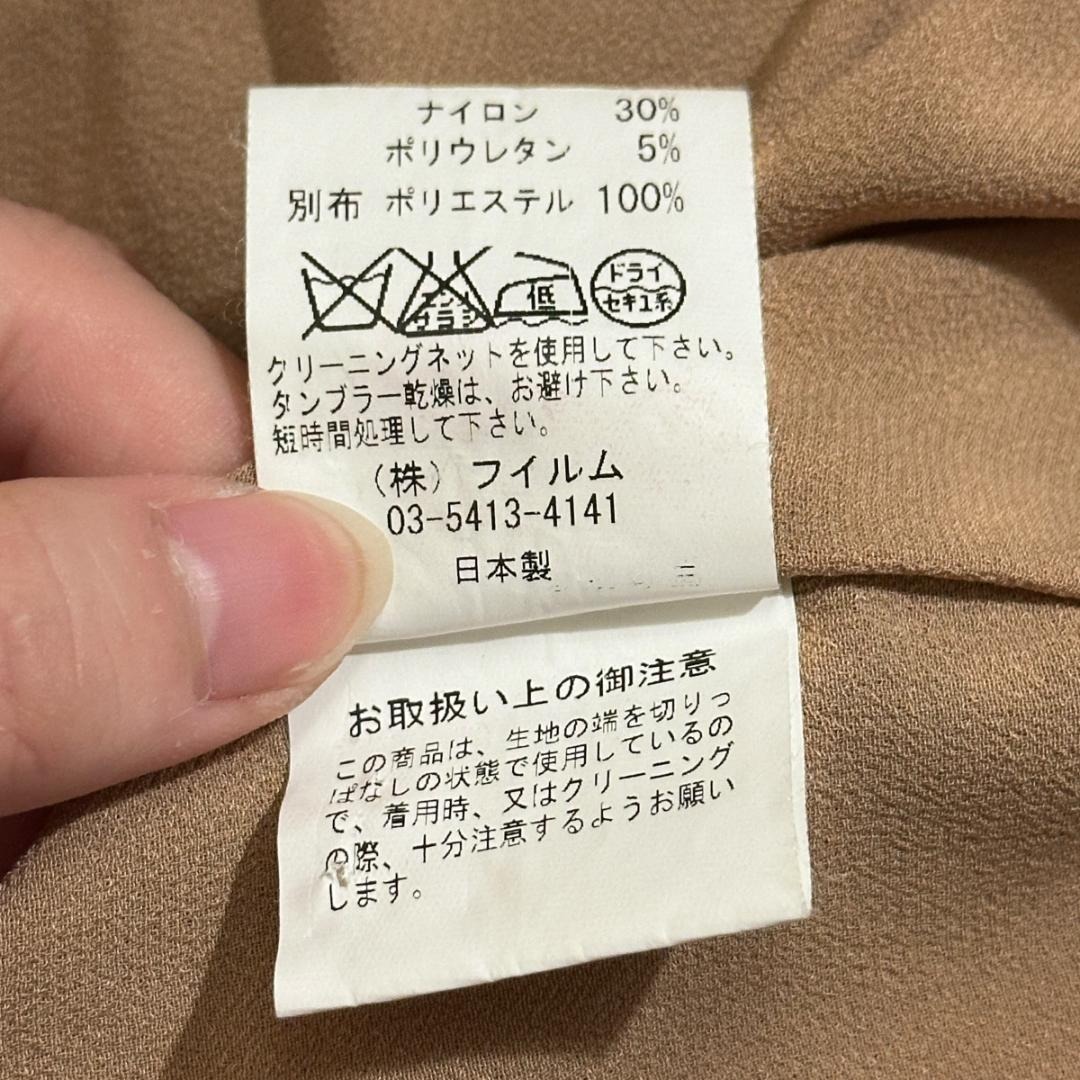 ナイロン 30%
ポリウレタン 5%
別布 ポリエステル 100%
エンソ
サラシ
低
ドライ
セキユ系
クリーニングネットを使用して下さい。
タンブラー乾燥は、お避け下さい。
短時間処理して下さい。
（株）フイルム
03-5413-4141
日本製
お取扱い上の御注意
この商品は、生地の端を切りっ
ぱなしの状態で使用しているの
で、着用時、又はクリーニング
の際、十分注意するようお願い
します。